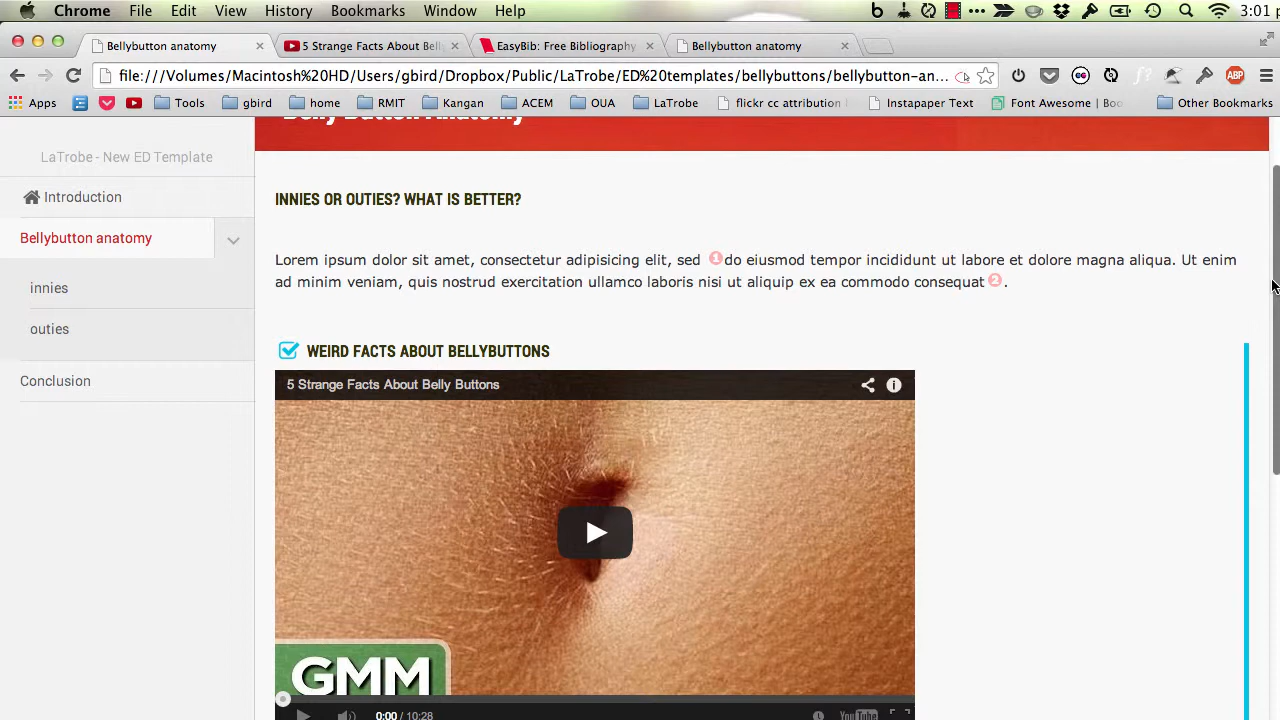 Chrome File Edit View History Bookmarks Window Help 3:01
Bellybutton anatomy 5 Strange Facts About Bell EasyBib: Free Bibliography Bellybutton anatomy
file:///Volumes/Macintosh%20HD/Users/gbird/Dropbox/Public/LaTrobe/ED%20templates/bellybuttons/bellybutton-an... f? ABP
Apps Tools gbird home RMIT Kangan ACEM OUA LaTrobe flickr cc attribution Instapaper Text Font Awesome | Boo Other Bookmarks
Belly Button Anatomy
LaTrobe - New ED Template
Introduction
Bellybutton anatomy
innies
outies
Conclusion
INNIES OR OUTIES? WHAT IS BETTER?
Lorem ipsum dolor sit amet, consectetur adipisicing elit, sed 1 do eiusmod tempor incididunt ut labore et dolore magna aliqua. Ut enim
ad minim veniam, quis nostrud exercitation ullamco laboris nisi ut aliquip ex ea commodo consequat 2 .
WEIRD FACTS ABOUT BELLYBUTTONS
5 Strange Facts About Belly Buttons
GMM
0:00 / 10:28 YouTube